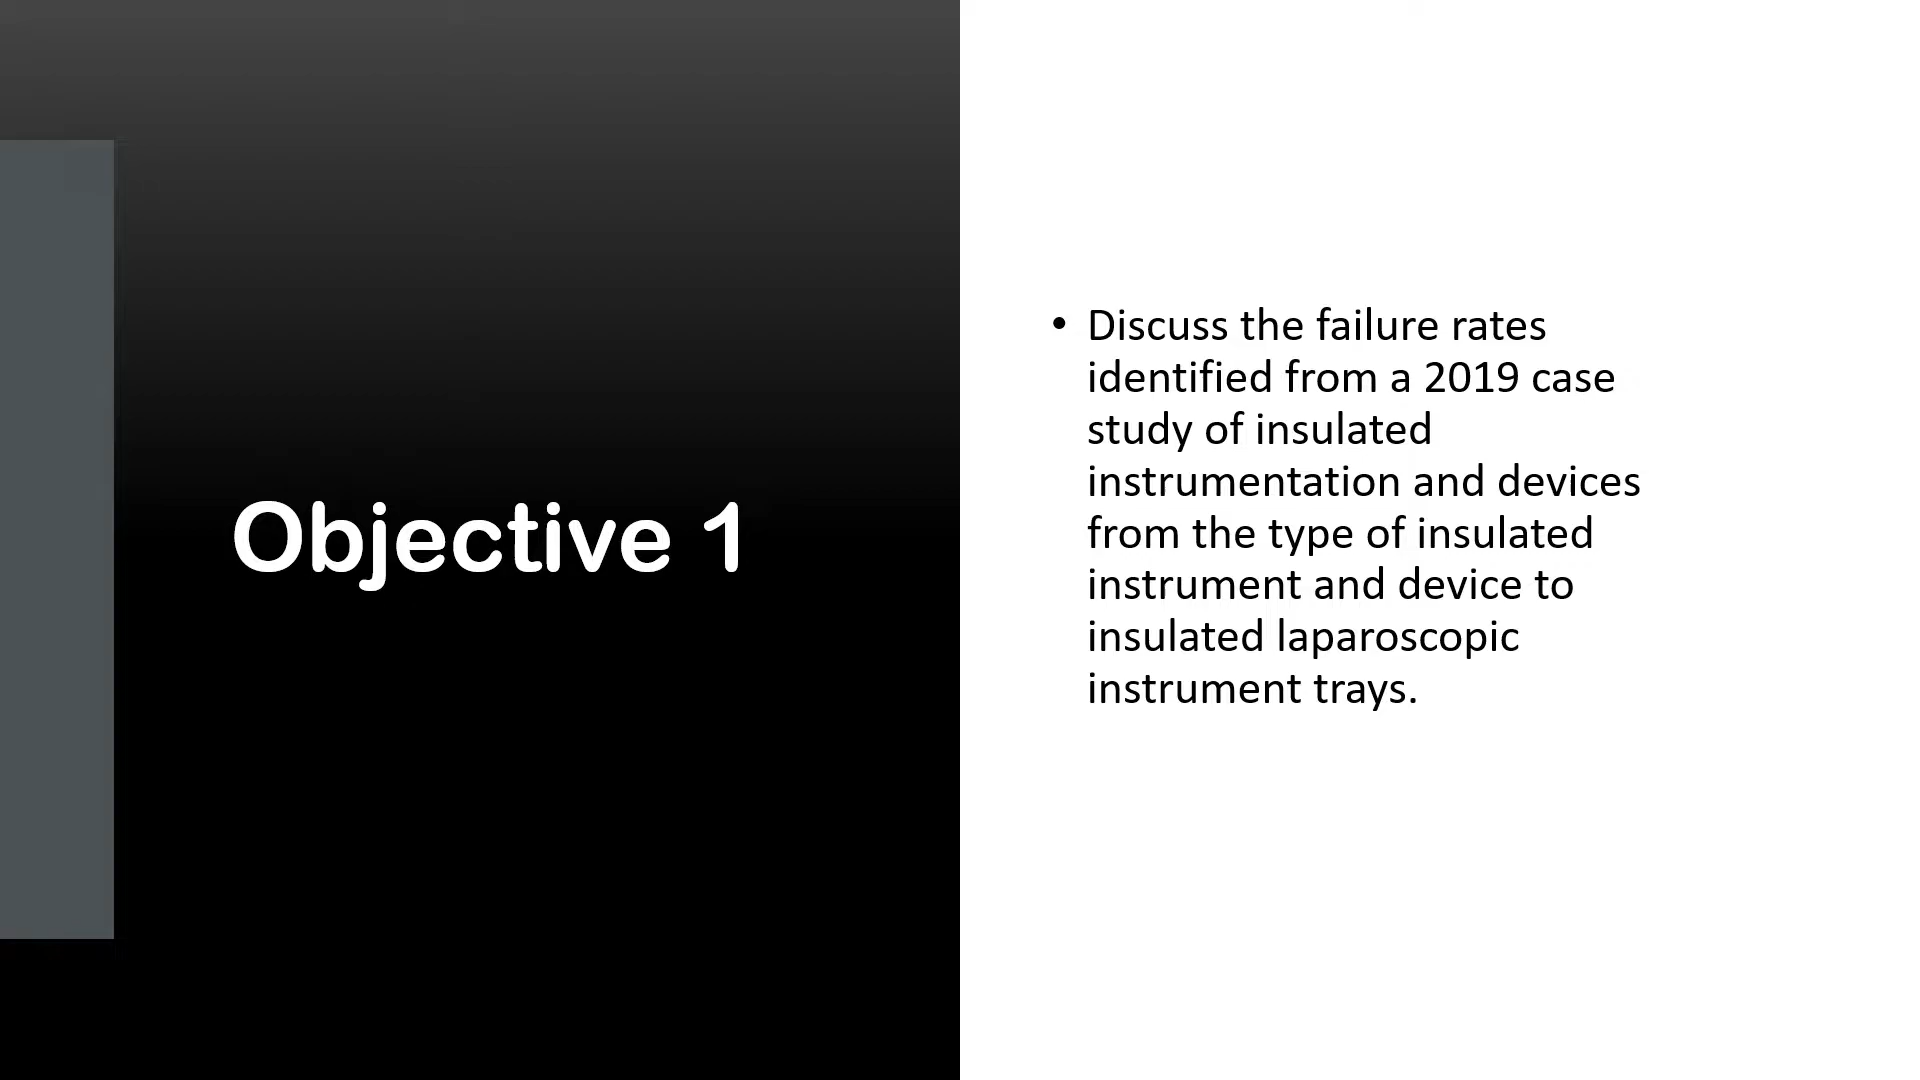 Objective 1
• Discuss the failure rates
identified from a 2019 case
study of insulated
instrumentation and devices
from the type of insulated
instrument and device to
insulated laparoscopic
instrument trays.